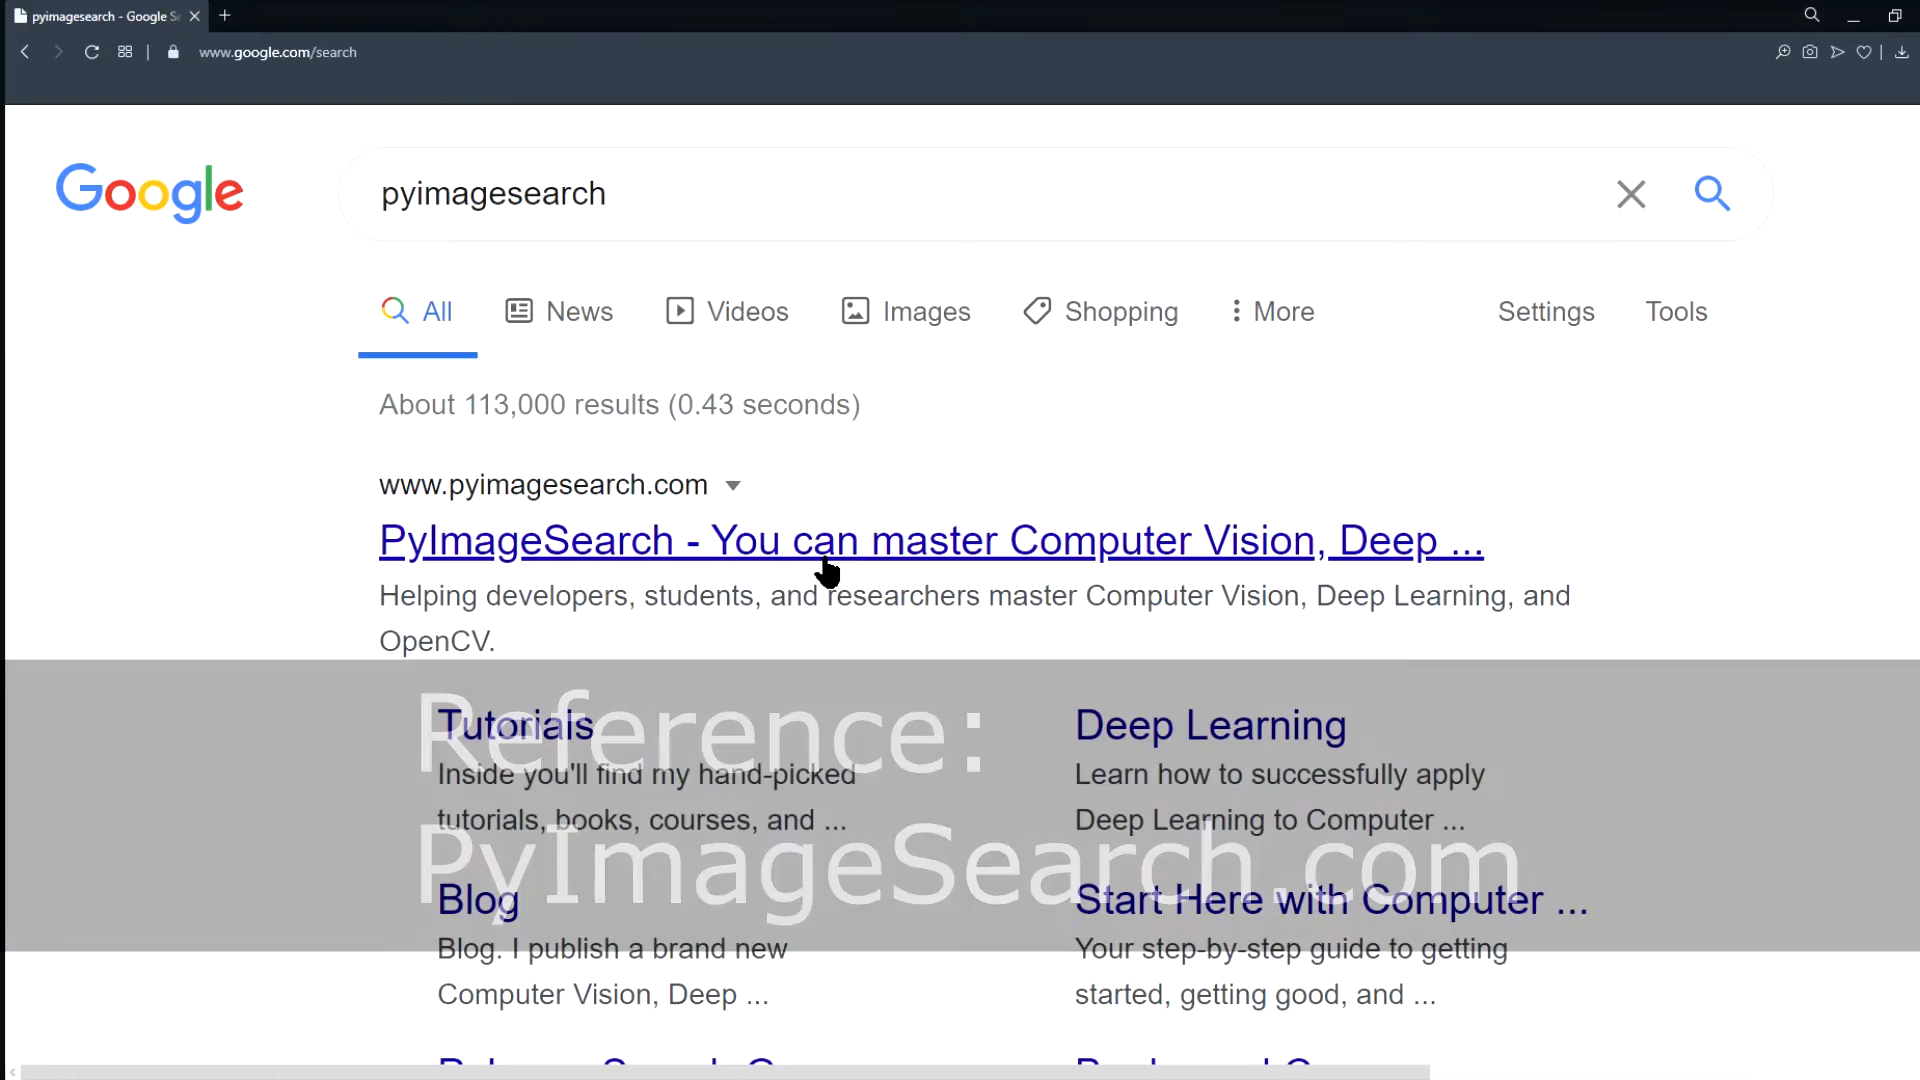 pyimagesearch - Google S
www.google.com/search
Google
pyimagesearch
All News Videos Images Shopping More Settings Tools
About 113,000 results (0.43 seconds)
www.pyimagesearch.com
PyImageSearch - You can master Computer Vision, Deep ...
Helping developers, students, and researchers master Computer Vision, Deep Learning, and
OpenCV.
Reference:
PyImageSearch.com
Tutorials
Inside you'll find my hand-picked
tutorials, books, courses, and ...
Deep Learning
Learn how to successfully apply
Deep Learning to Computer ...
Blog
Blog. I publish a brand new
Computer Vision, Deep ...
Start Here with Computer ...
Your step-by-step guide to getting
started, getting good, and ...